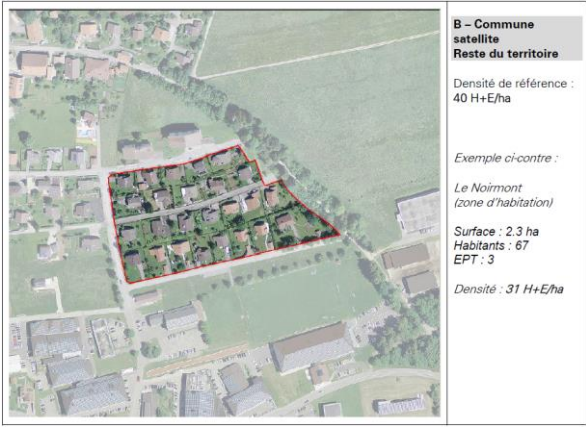 B – Commune
satellite
Reste du territoire
Densité de référence :
40 H+E/ha
Exemple ci-contre :
Le Noirmont
(zone d'habitation)
Surface : 2.3 ha
Habitants : 67
EPT : 3
Densité : 31 H+E/ha